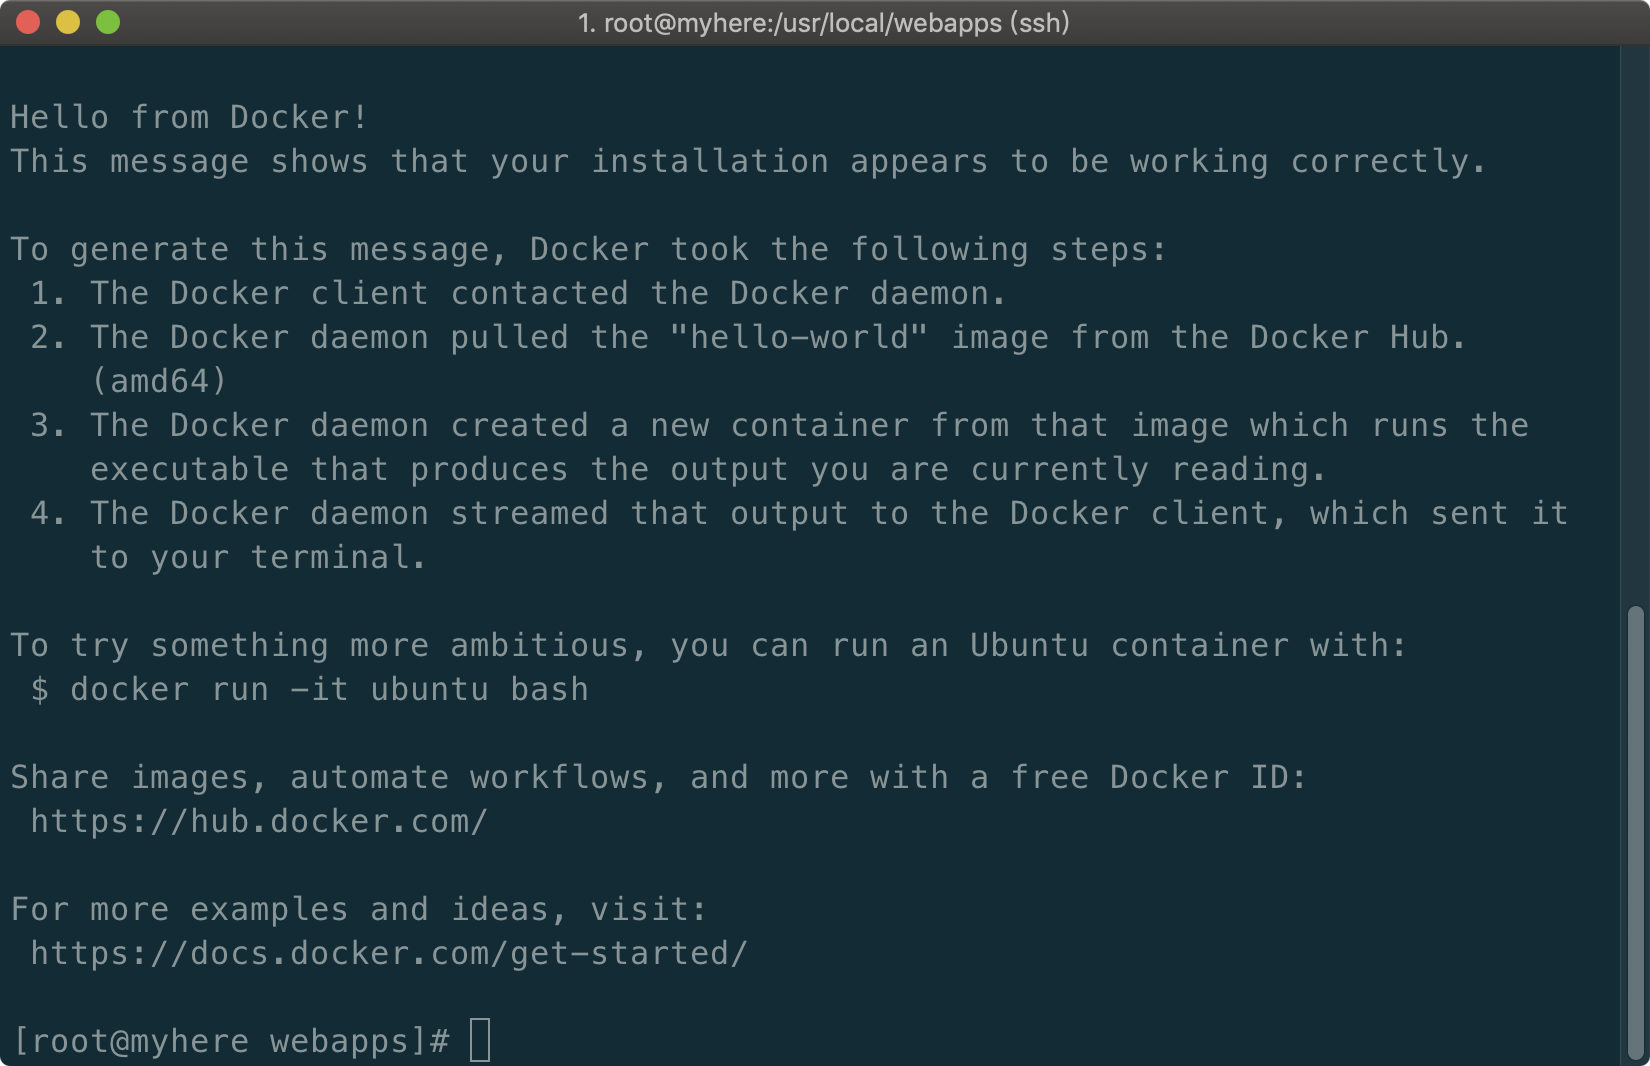 1. root@myhere:/usr/local/webapps (ssh)
Hello from Docker!
This message shows that your installation appears to be working correctly.
To generate this message, Docker took the following steps:
1. The Docker client contacted the Docker daemon.
2. The Docker daemon pulled the "hello-world" image from the Docker Hub.
(amd64)
3. The Docker daemon created a new container from that image which runs the
executable that produces the output you are currently reading.
4. The Docker daemon streamed that output to the Docker client, which sent it
to your terminal.
To try something more ambitious, you can run an Ubuntu container with:
$ docker run -it ubuntu bash
Share images, automate workflows, and more with a free Docker ID:
https://hub.docker.com/
For more examples and ideas, visit:
https://docs.docker.com/get-started/
[root@myhere webapps]#